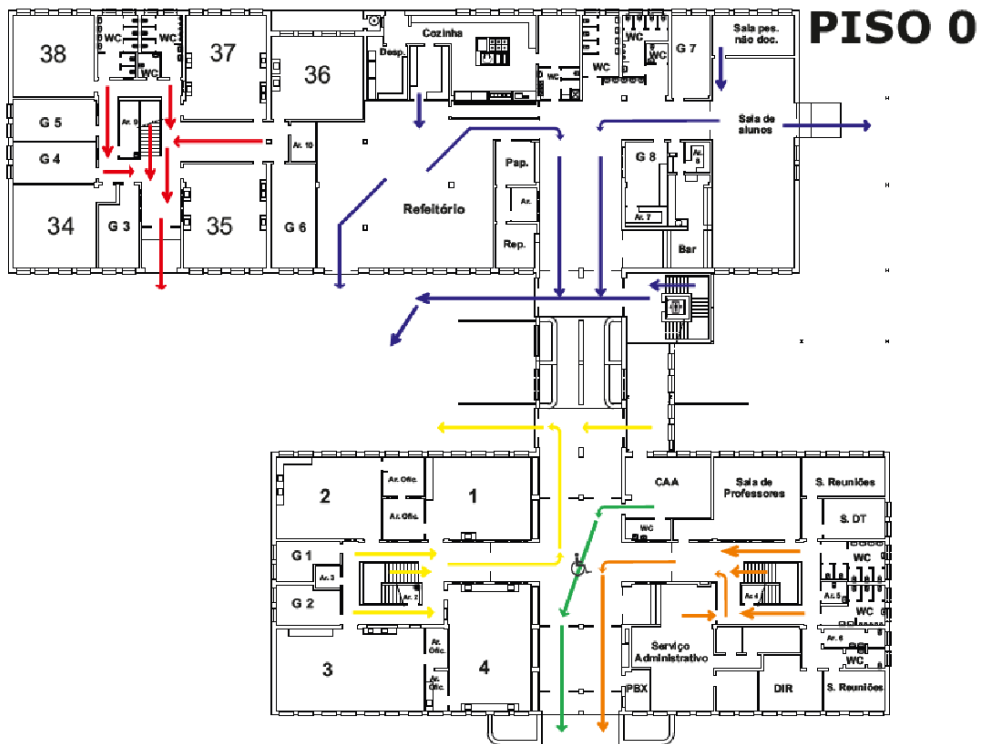 PISO 0
38
WC
WC
WC
37
36
Desp.
Cozinha
WC
WC
WC
WC
G 7
Sala pes.
não doc.
G 5
Ar. 9
G 4
Ar. 10
Sala de
alunos
Pap.
G 8
Ar.
Ar. 7
34
G 3
35
G 6
Refeitório
Ar.
Rep.
Bar
2
Ar. Ofic.
Ar. Ofic.
1
CAA
Sala de
Professores
S. Reuniões
S. DT
WC
G 1
Ar. 3
G 2
Ar. 2
WC
Ar.4
Ar.5
WC
3
Ar.
Ofic.
Ar.
Ofic.
4
Serviço
Administrativo
PBX
DIR
Ar. 6
WC
S. Reuniões